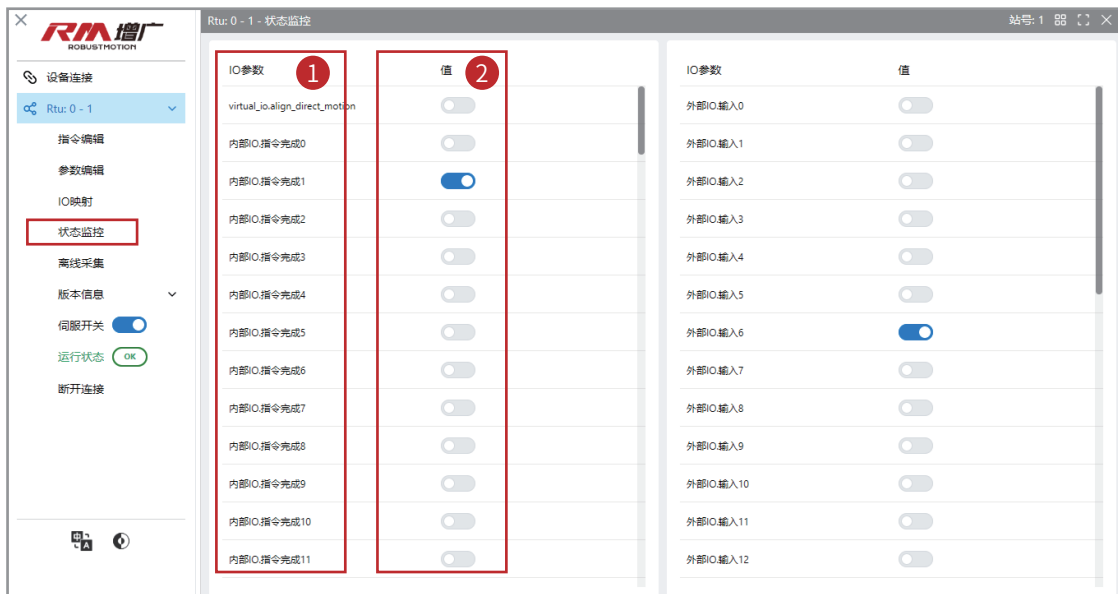 RM 增广
ROBUSTMOTION
设备连接
Rtu: 0 - 1
指令编辑
参数编辑
IO映射
状态监控
离线采集
版本信息
伺服开关
运行状态 OK
断开连接
中 A
Rtu: 0 - 1 - 状态监控
站号: 1
IO参数 1 值 2
virtual_io.align_direct_motion
内部IO.指令完成0
内部IO.指令完成1
内部IO.指令完成2
内部IO.指令完成3
内部IO.指令完成4
内部IO.指令完成5
内部IO.指令完成6
内部IO.指令完成7
内部IO.指令完成8
内部IO.指令完成9
内部IO.指令完成10
内部IO.指令完成11
IO参数 值
外部IO.输入0
外部IO.输入1
外部IO.输入2
外部IO.输入3
外部IO.输入4
外部IO.输入5
外部IO.输入6
外部IO.输入7
外部IO.输入8
外部IO.输入9
外部IO.输入10
外部IO.输入11
外部IO.输入12